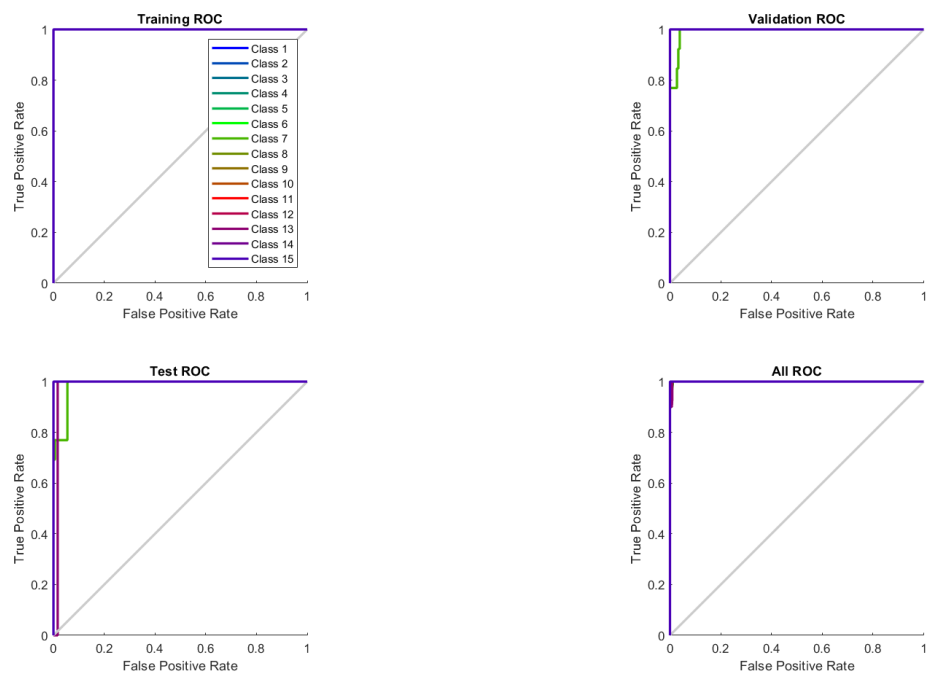 Training ROC
1
0.8
0.6
0.4
0.2
0
True Positive Rate
0 0.2 0.4 0.6 0.8 1
False Positive Rate
Class 1
Class 2
Class 3
Class 4
Class 5
Class 6
Class 7
Class 8
Class 9
Class 10
Class 11
Class 12
Class 13
Class 14
Class 15
Validation ROC
1
0.8
0.6
0.4
0.2
0
True Positive Rate
0 0.2 0.4 0.6 0.8 1
False Positive Rate
Test ROC
1
0.8
0.6
0.4
0.2
0
True Positive Rate
0 0.2 0.4 0.6 0.8 1
False Positive Rate
All ROC
1
0.8
0.6
0.4
0.2
0
True Positive Rate
0 0.2 0.4 0.6 0.8 1
False Positive Rate